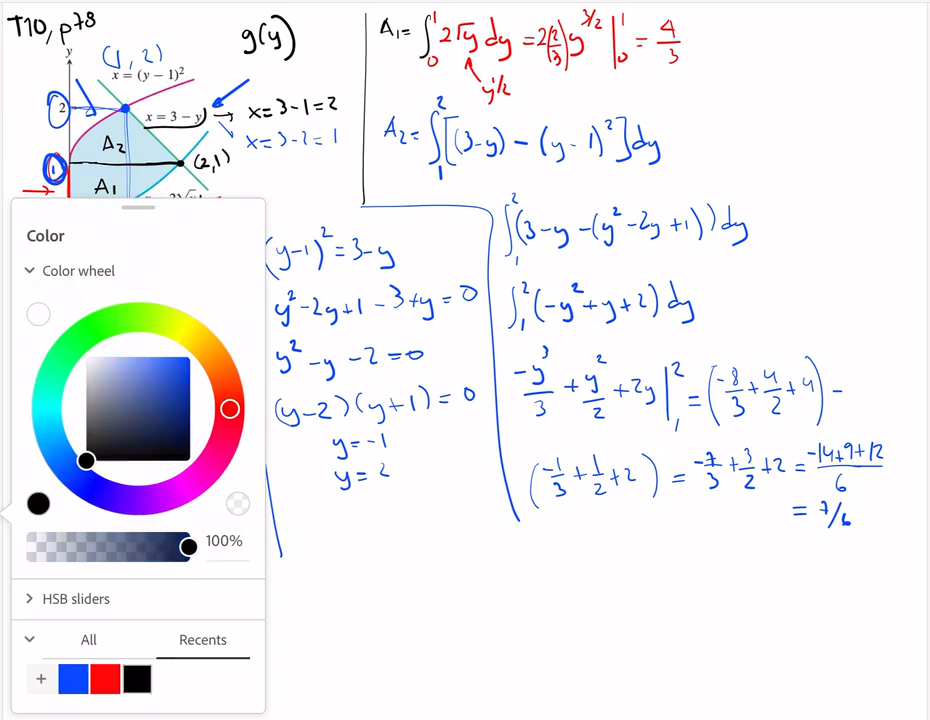 T10, p78
g(y)
(1, 2)
y
x = (y − 1)²
2
x = 3 − y
→ x = 3 - 1 = 2
x = 3 - 2 = 1
A₂
1
(2, 1)
A₁
A₁ = ∫₀¹ 2√y dy = 2(2/3) y^(3/2) |₀¹ = 4/3
y^(1/2)
A₂ = ∫₁² [(3-y) - (y-1)²] dy
∫₁² (3 - y - (y² - 2y + 1)) dy
∫₁² (-y² + y + 2) dy
-y³/3 + y²/2 + 2y |₁² = (-8/3 + 4/2 + 4) -
(-1/3 + 1/2 + 2) = -7/3 + 3/2 + 2 = (-14+9+12)/6
= 7/6
(y-1)² = 3-y
y² - 2y + 1 - 3 + y = 0
y² - y - 2 = 0
(y-2)(y+1) = 0
y = -1
y = 2
Color
Color wheel
100%
HSB sliders
All
Recents
+